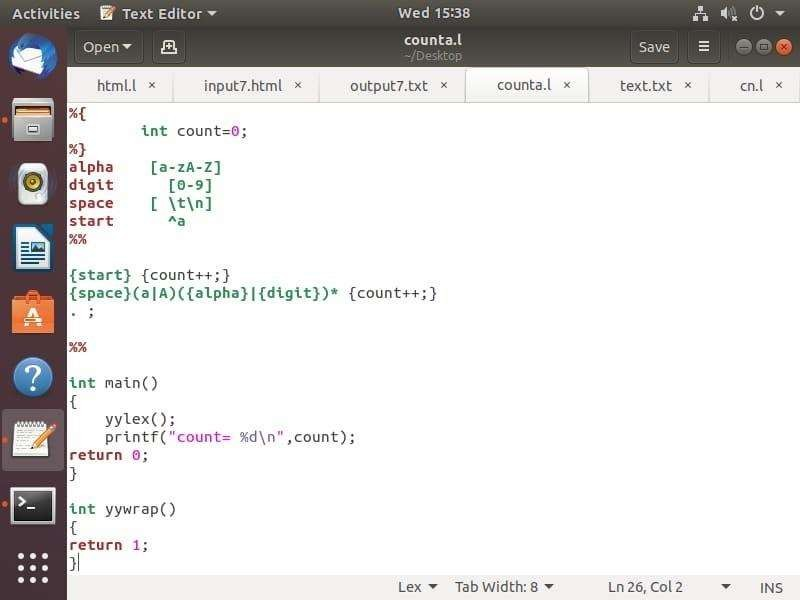 Activities Text Editor Wed 15:38
Open counta.l Save
~/Desktop
html.l × input7.html × output7.txt × counta.l × text.txt × cn.l ×
%{
        int count=0;
%}
alpha    [a-zA-Z]
digit      [0-9]
space    [ \t\n]
start      ^a
%%

{start} {count++;}
{space}(a|A)({alpha}|{digit})* {count++;}
. ;

%%

int main()
{
    yylex();
    printf("count= %d\n",count);
return 0;
}

int yywrap()
{
return 1;
}
Lex Tab Width: 8 Ln 26, Col 2 INS